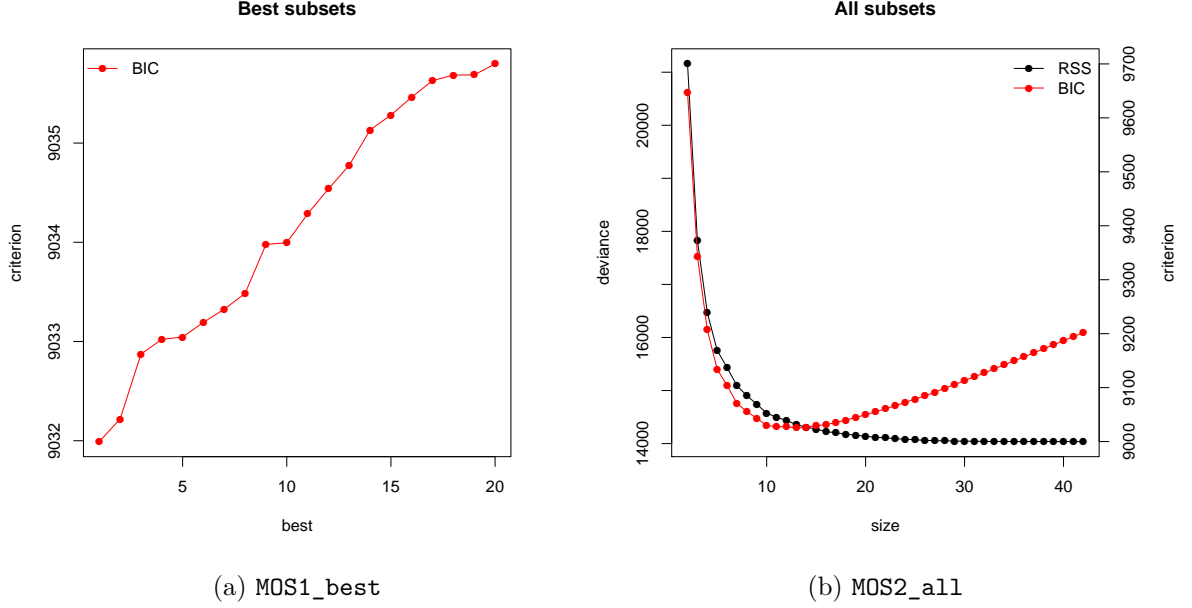 Best subsets
BIC
criterion
9032 9033 9034 9035
5 10 15 20
best
(a) MOS1_best
All subsets
RSS
BIC
deviance
14000 16000 18000 20000
criterion
9000 9100 9200 9300 9400 9500 9600 9700
10 20 30 40
size
(b) MOS2_all